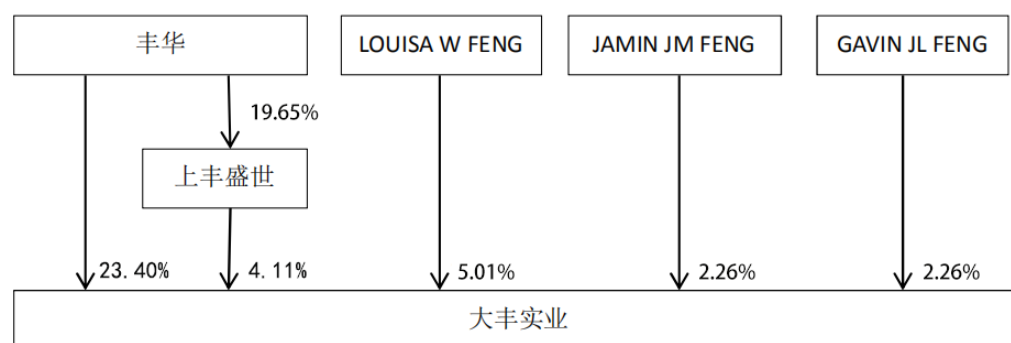 丰华
LOUISA W FENG
JAMIN JM FENG
GAVIN JL FENG
19.65%
上丰盛世
23.40%
4.11%
5.01%
2.26%
2.26%
大丰实业